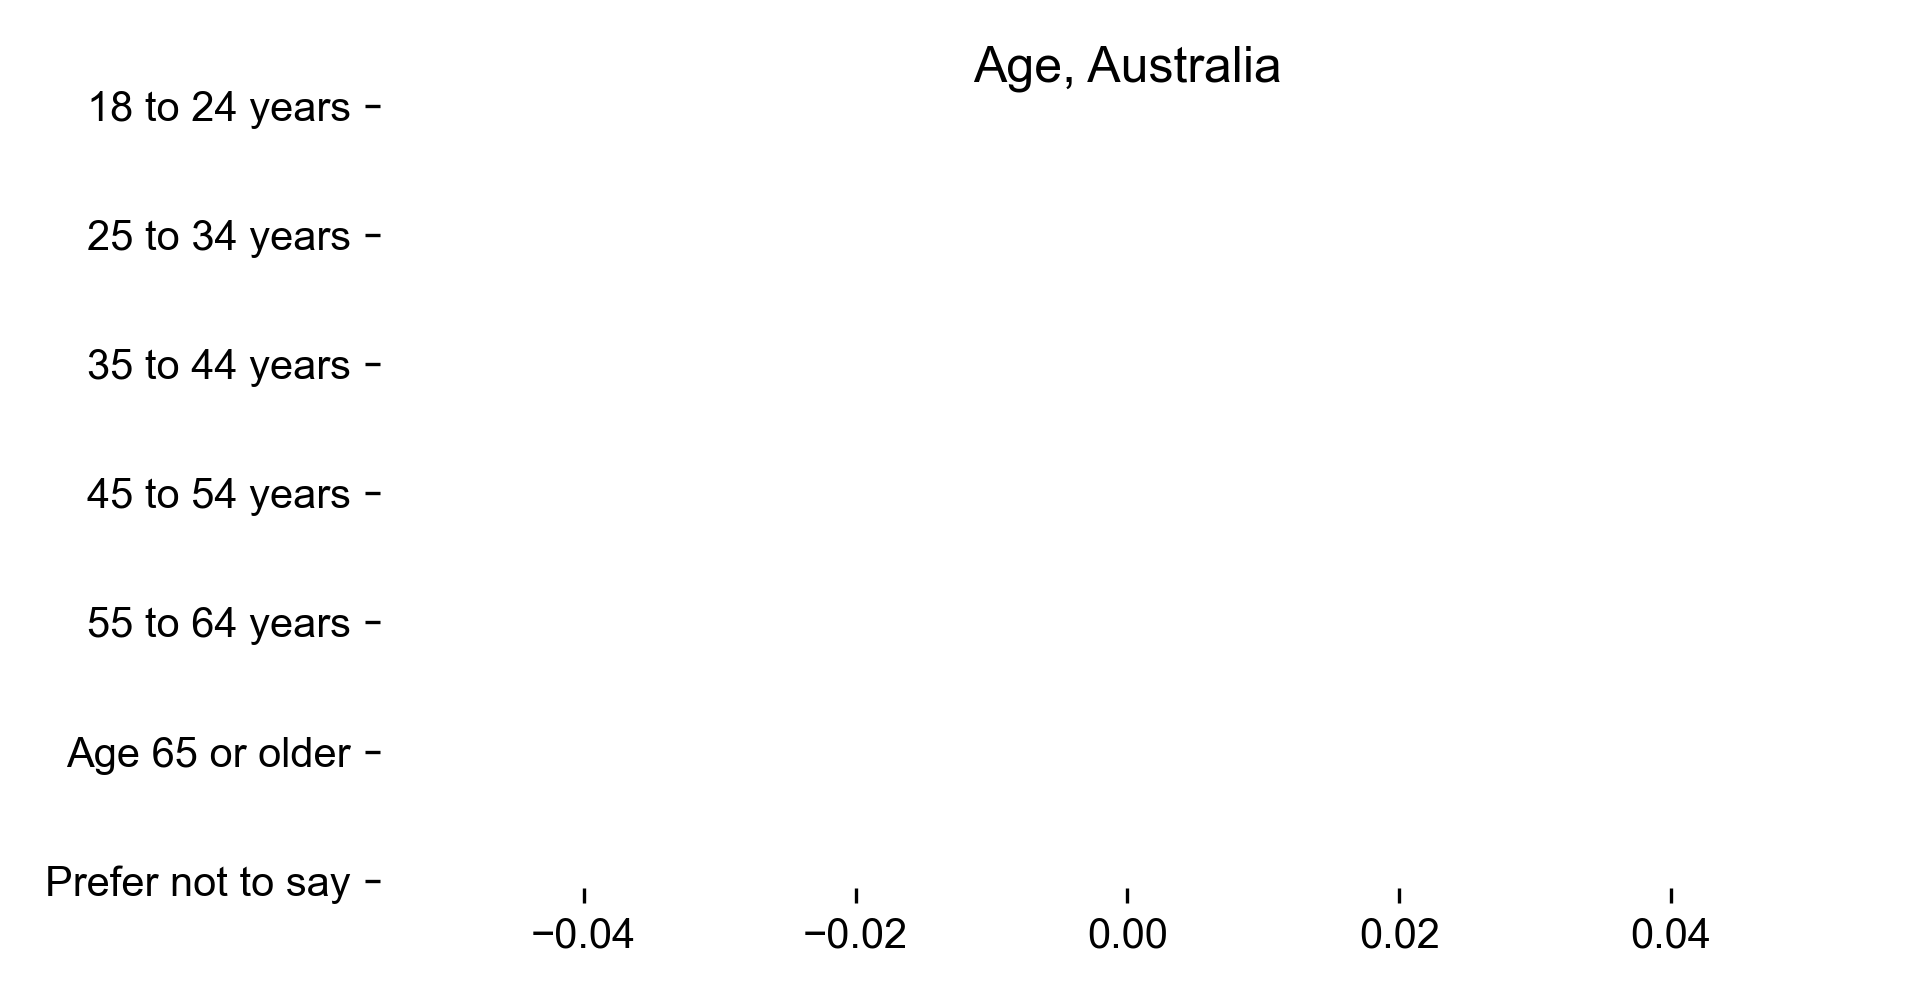 Age, Australia
18 to 24 years
25 to 34 years
35 to 44 years
45 to 54 years
55 to 64 years
Age 65 or older
Prefer not to say
−0.04
−0.02
0.00
0.02
0.04